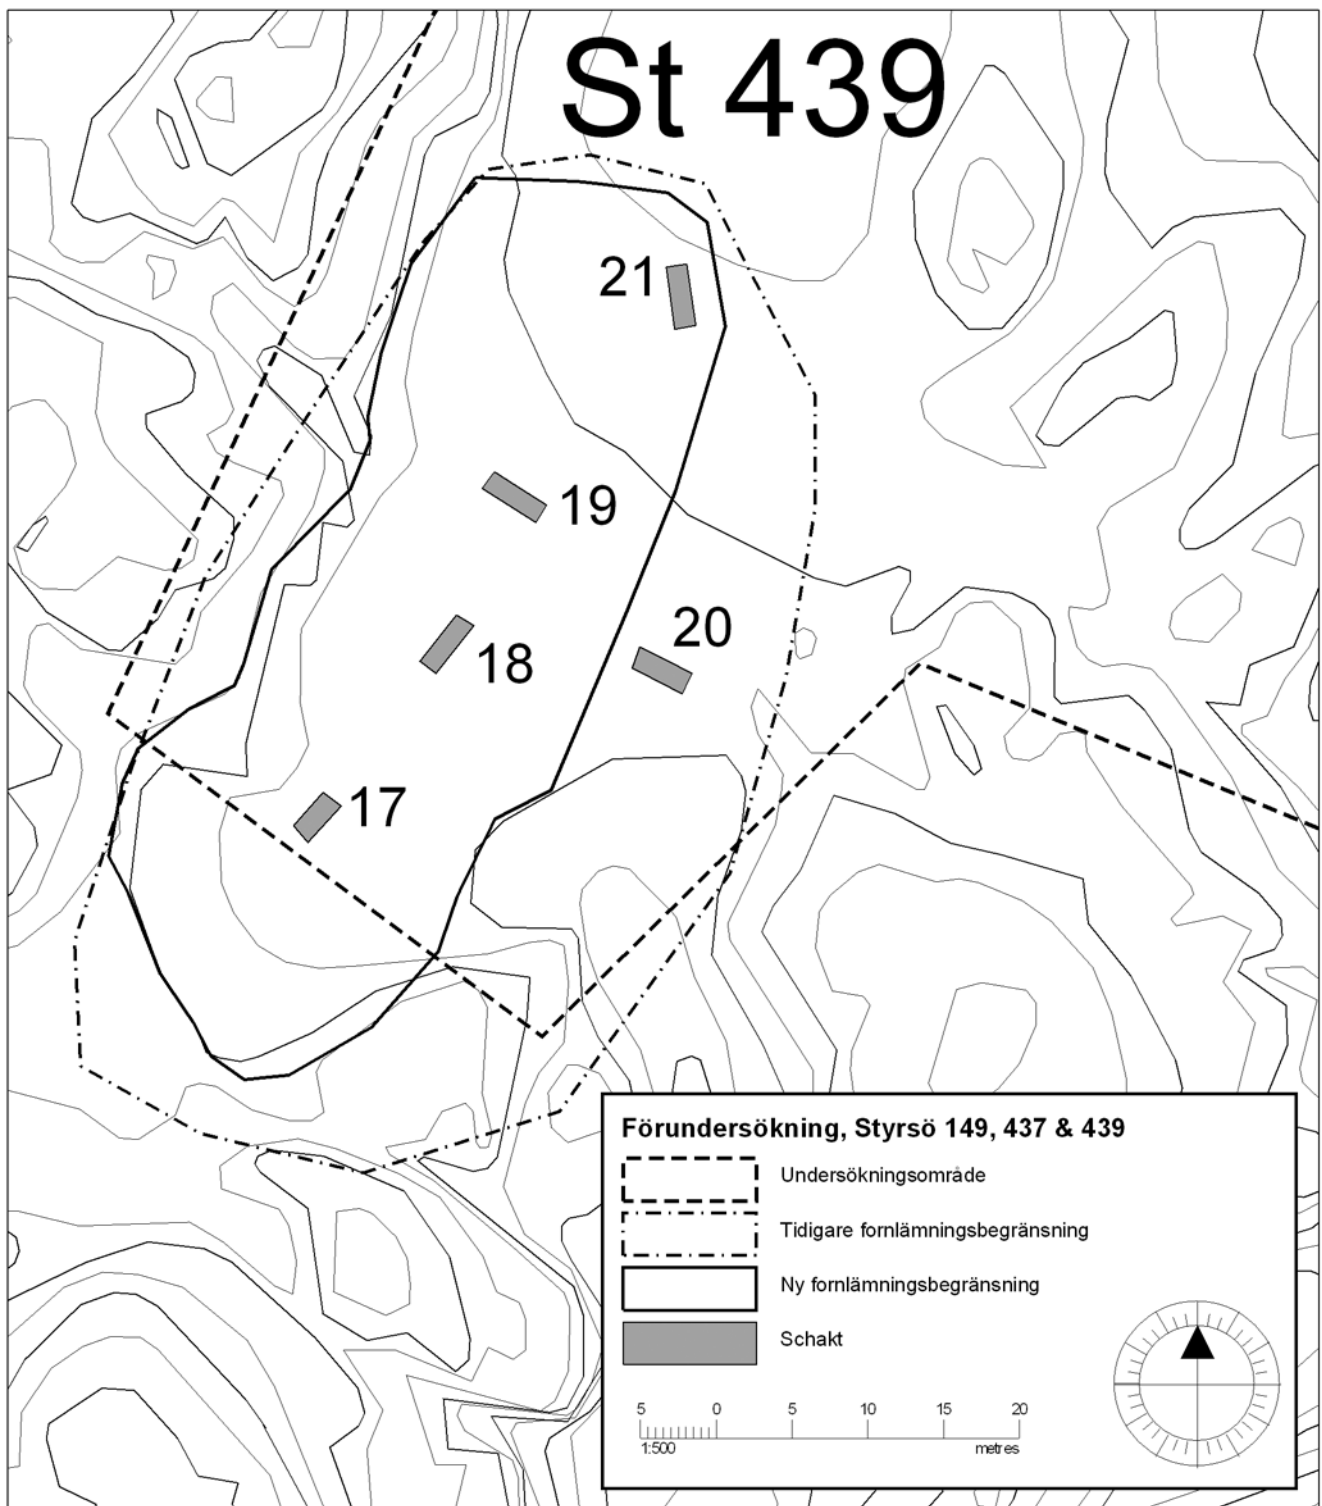 St 439
21
19
20
18
17
Förundersökning, Styrsö 149, 437 & 439
Undersökningsområde
Tidigare fornlämningsbegränsning
Ny fornlämningsbegränsning
Schakt
5 0 5 10 15 20
1:500 metres